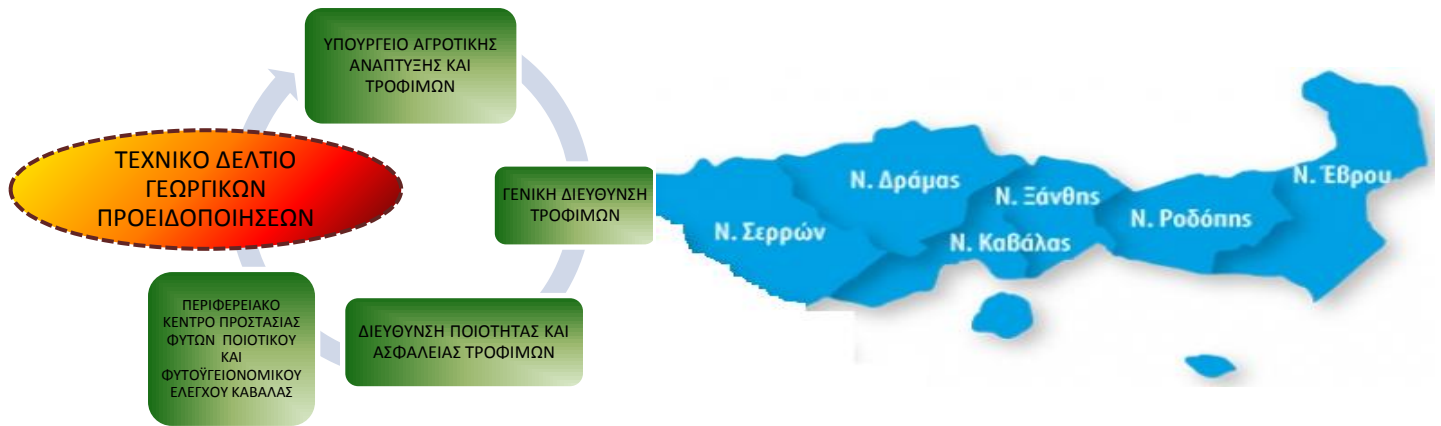 ΥΠΟΥΡΓΕΙΟ ΑΓΡΟΤΙΚΗΣ
ΑΝΑΠΤΥΞΗΣ ΚΑΙ
ΤΡΟΦΙΜΩΝ
ΓΕΝΙΚΗ ΔΙΕΥΘΥΝΣΗ
ΤΡΟΦΙΜΩΝ
ΔΙΕΥΘΥΝΣΗ ΠΟΙΟΤΗΤΑΣ ΚΑΙ
ΑΣΦΑΛΕΙΑΣ ΤΡΟΦΙΜΩΝ
ΠΕΡΙΦΕΡΕΙΑΚΟ
ΚΕΝΤΡΟ ΠΡΟΣΤΑΣΙΑΣ
ΦΥΤΩΝ ΠΟΙΟΤΙΚΟΥ
ΚΑΙ
ΦΥΤΟΫΓΕΙΟΝΟΜΙΚΟΥ
ΕΛΕΓΧΟΥ ΚΑΒΑΛΑΣ
ΤΕΧΝΙΚΟ ΔΕΛΤΙΟ
ΓΕΩΡΓΙΚΩΝ
ΠΡΟΕΙΔΟΠΟΙΗΣΕΩΝ
Ν. Σερρών
Ν. Δράμας
Ν. Καβάλας
Ν. Ξάνθης
Ν. Ροδόπης
Ν. Έβρου